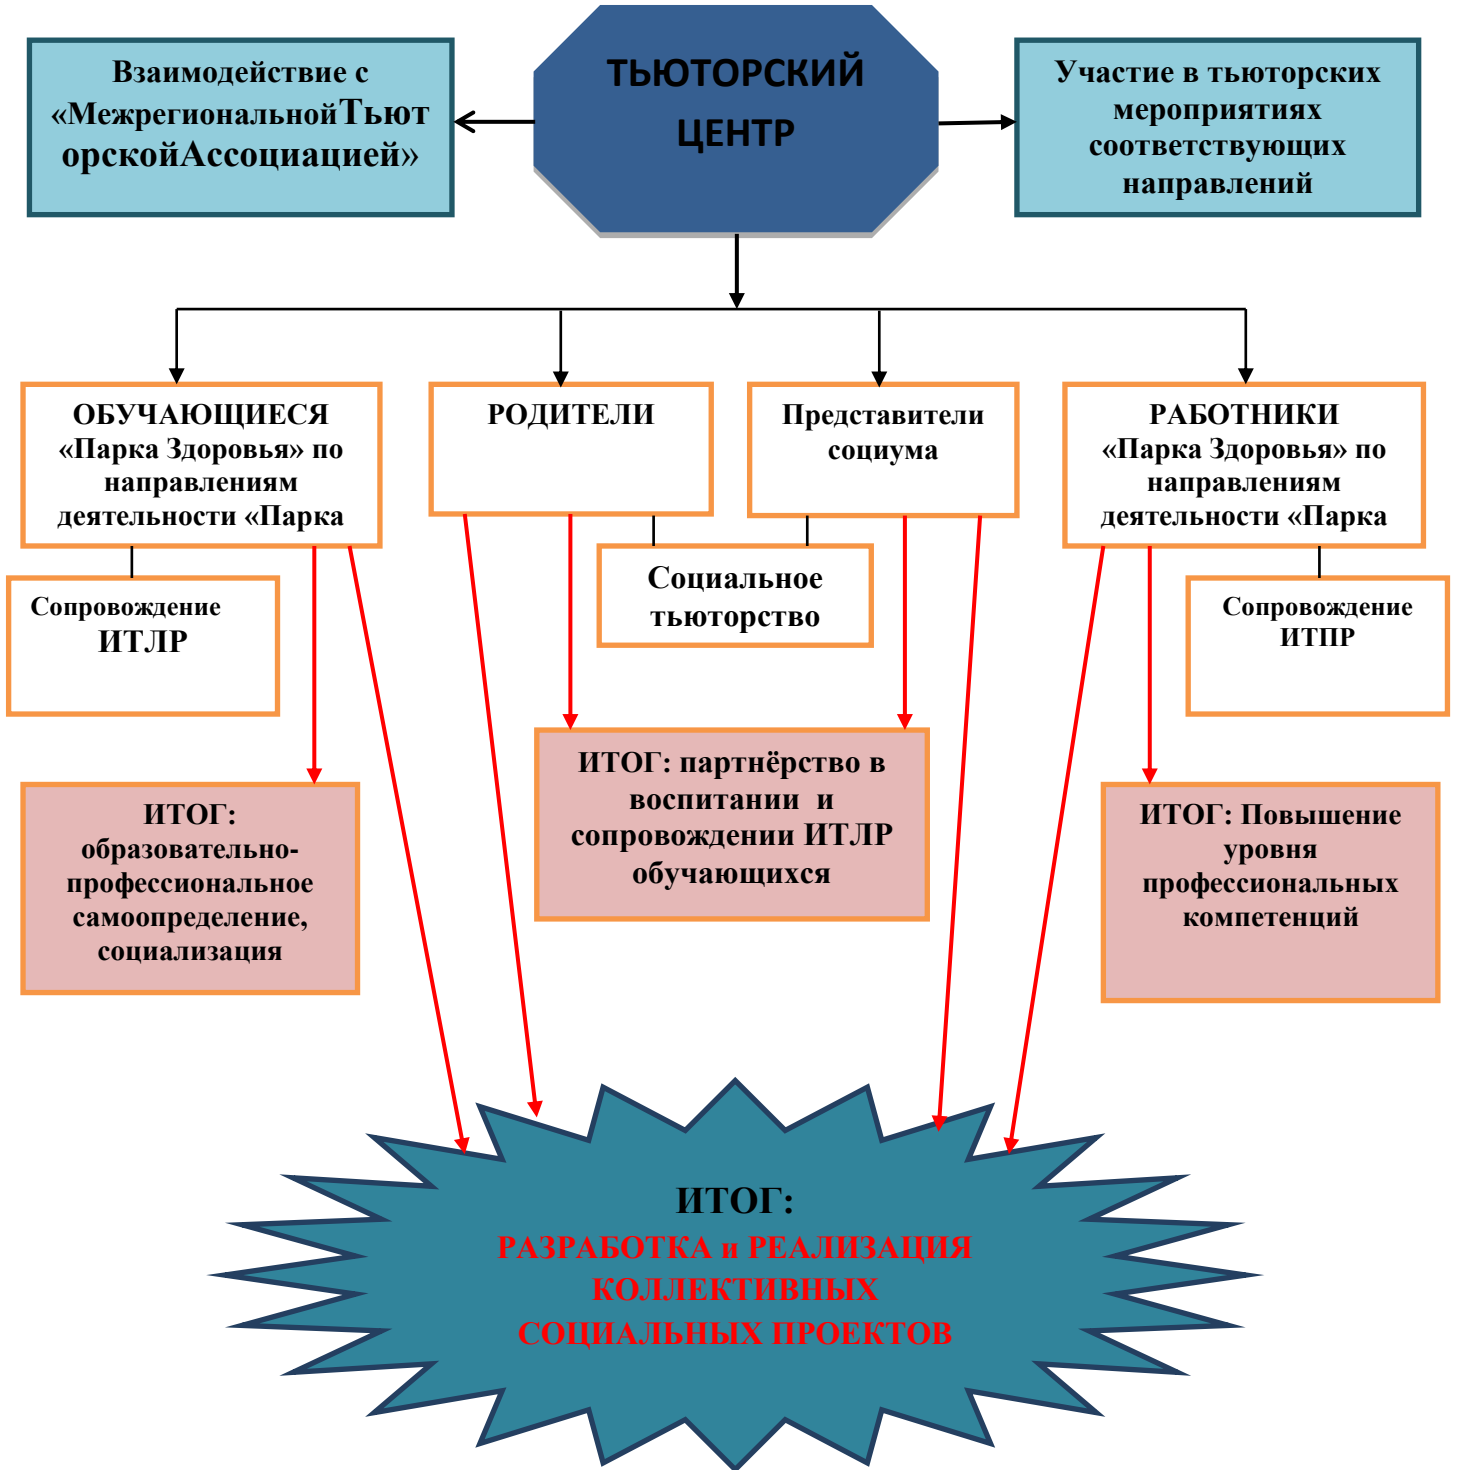 Взаимодействие с
«МежрегиональнойТьют
орскойАссоциацией»
ТЬЮТОРСКИЙ
ЦЕНТР
Участие в тьюторских
мероприятиях
соответствующих
направлений
ОБУЧАЮЩИЕСЯ
«Парка Здоровья» по
направлениям
деятельности «Парка
РОДИТЕЛИ
Представители
социума
РАБОТНИКИ
«Парка Здоровья» по
направлениям
деятельности «Парка
Сопровождение
ИТЛР
Социальное
тьюторство
Сопровождение
ИТПР
ИТОГ:
образовательно-
профессиональное
самоопределение,
социализация
ИТОГ: партнёрство в
воспитании и
сопровождении ИТЛР
обучающихся
ИТОГ: Повышение
уровня
профессиональных
компетенций
ИТОГ:
РАЗРАБОТКА и РЕАЛИЗАЦИЯ
КОЛЛЕКТИВНЫХ
СОЦИАЛЬНЫХ ПРОЕКТОВ